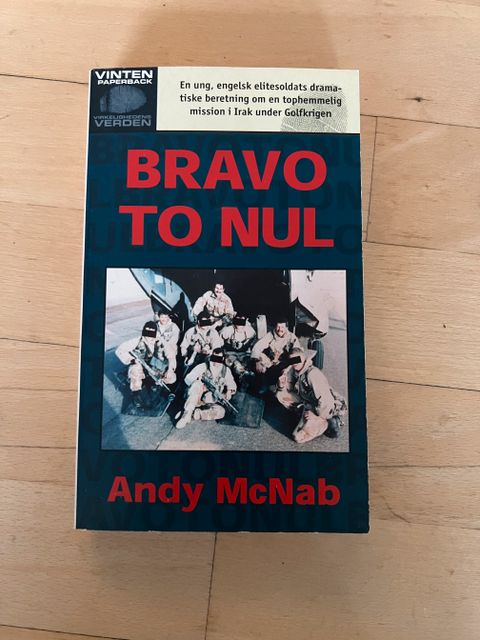 VINTEN
PAPERBACK
VIRKELIGHEDENS
VERDEN
En ung, engelsk elitesoldats drama-
tiske beretning om en tophemmelig
mission i Irak under Golfkrigen
BRAVO
TO NUL
Andy McNab